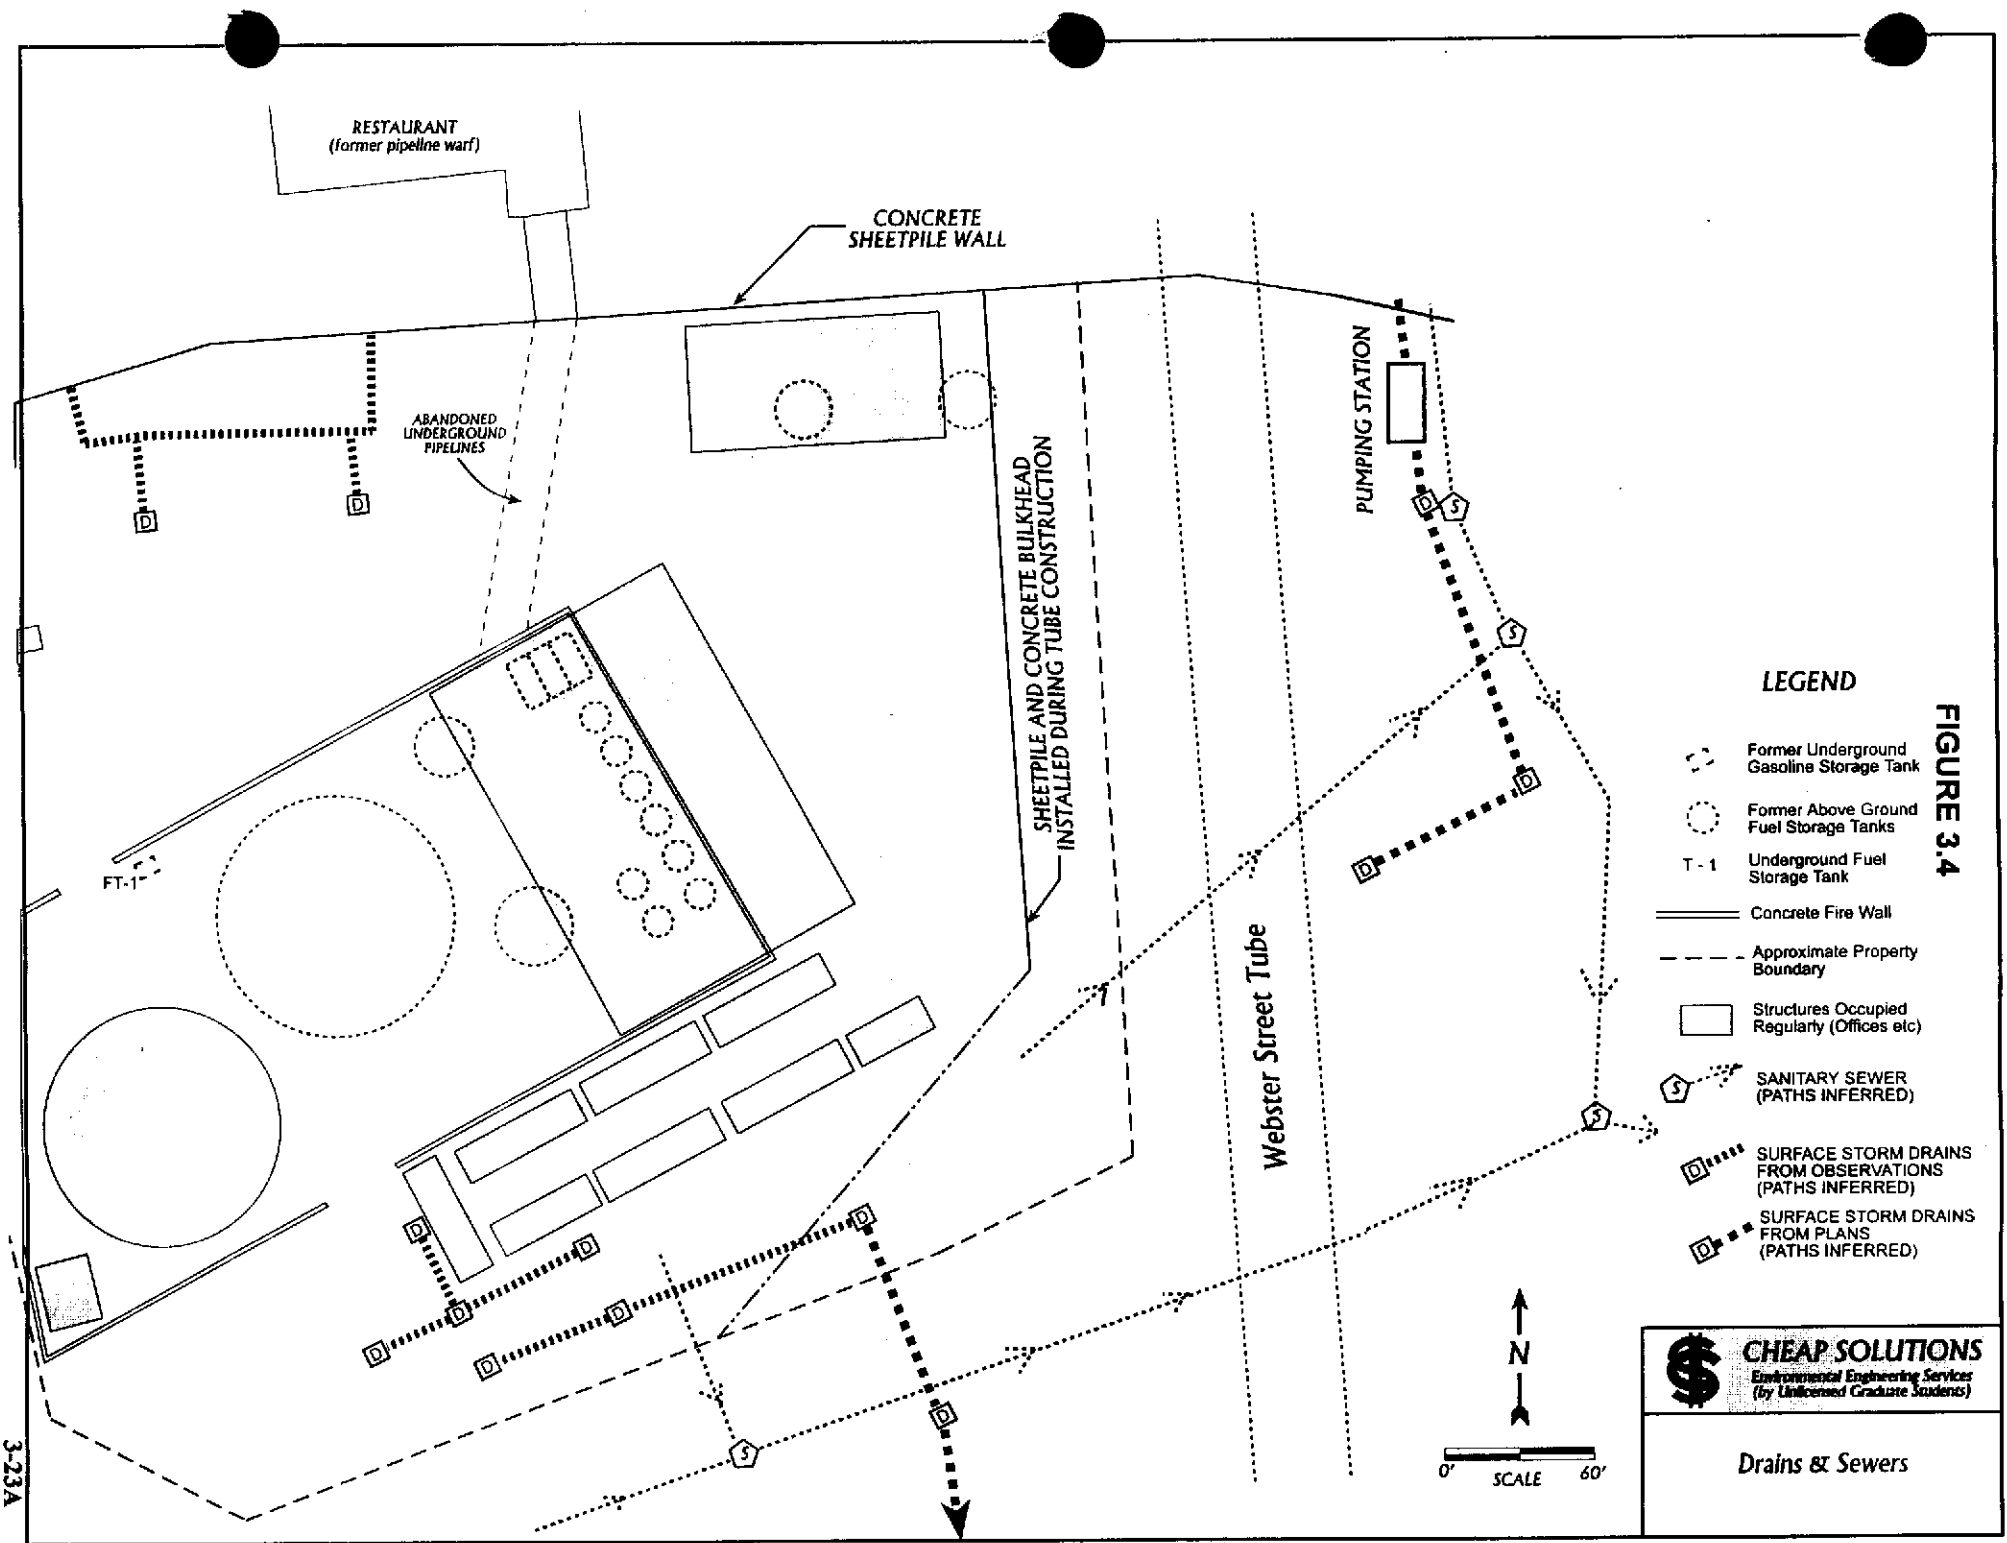 RESTAURANT
(former pipeline warf)
CONCRETE
SHEETPILE WALL
ABANDONED
UNDERGROUND
PIPELINES
PUMPING STATION
SHEETPILE AND CONCRETE BULKHEAD
INSTALLED DURING TUBE CONSTRUCTION
D
D
D
S
S
D
D
FT-1
Webster Street Tube
S
D
D
D
D
D
D
D
D
S
LEGEND
Former Underground
Gasoline Storage Tank
Former Above Ground
Fuel Storage Tanks
T - 1
Underground Fuel
Storage Tank
Concrete Fire Wall
Approximate Property
Boundary
Structures Occupied
Regularly (Offices etc)
S
SANITARY SEWER
(PATHS INFERRED)
D
SURFACE STORM DRAINS
FROM OBSERVATIONS
(PATHS INFERRED)
D
SURFACE STORM DRAINS
FROM PLANS
(PATHS INFERRED)
FIGURE 3.4
N
0'
60'
SCALE
$
CHEAP SOLUTIONS
Environmental Engineering Services
(by Unlicensed Graduate Students)
Drains & Sewers
3-23A